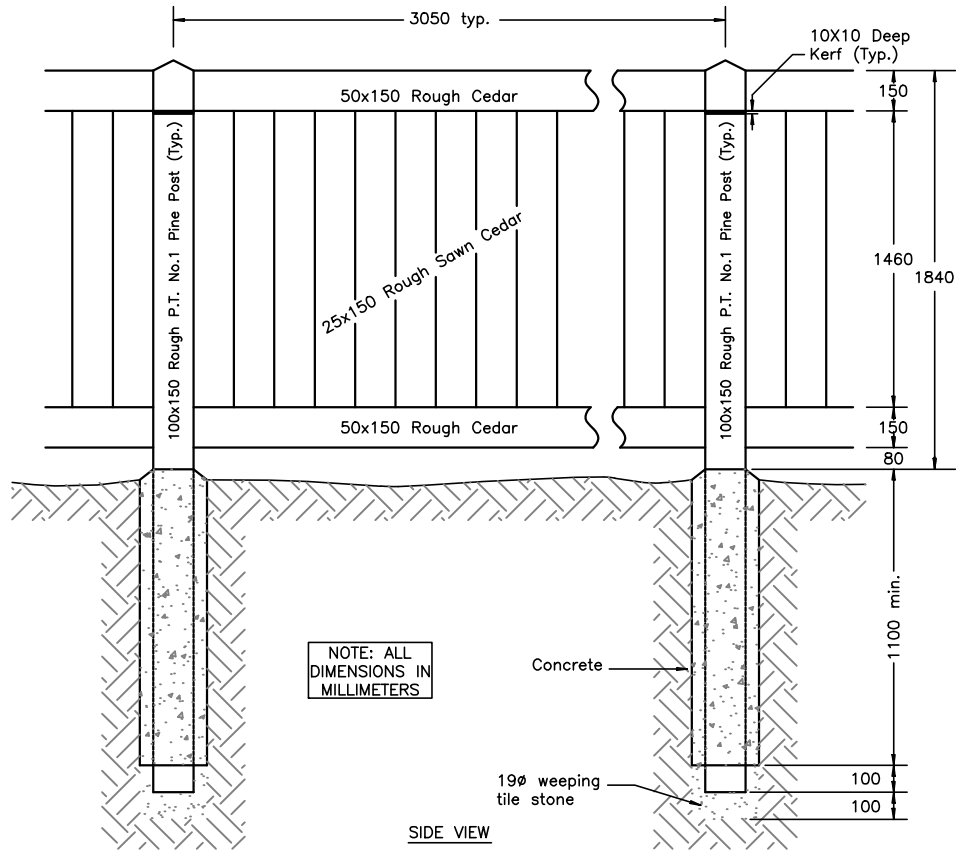 3050 typ.
10X10 Deep
Kerf (Typ.)
50x150 Rough Cedar
150
100x150 Rough P.T. No.1 Pine Post (Typ.)
25x150 Rough Sawn Cedar
100x150 Rough P.T. No.1 Pine Post (Typ.)
1460
1840
50x150 Rough Cedar
150
80
1100 min.
NOTE: ALL
DIMENSIONS IN
MILLIMETERS
Concrete
19ø weeping
tile stone
100
100
SIDE VIEW